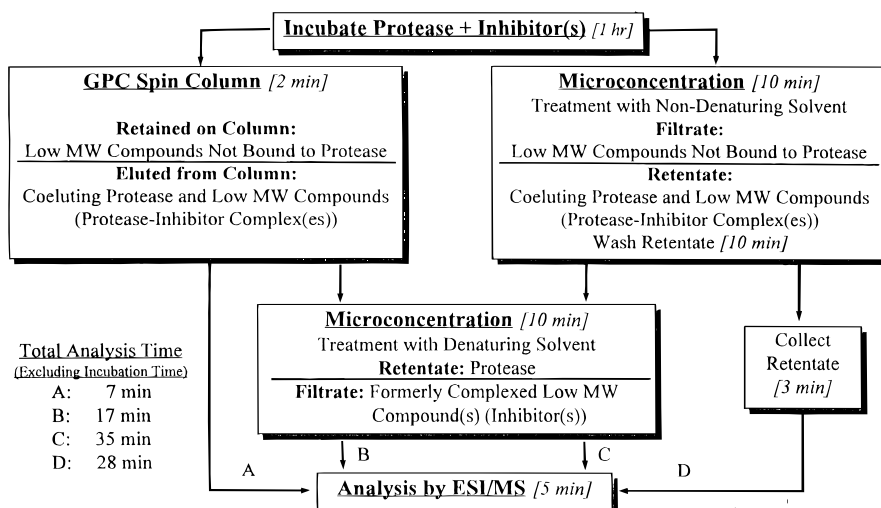 Incubate Protease + Inhibitor(s) [1 hr]
GPC Spin Column [2 min]
Retained on Column:
Low MW Compounds Not Bound to Protease
Eluted from Column:
Coeluting Protease and Low MW Compounds
(Protease-Inhibitor Complex(es))
Microconcentration [10 min]
Treatment with Non-Denaturing Solvent
Filtrate:
Low MW Compounds Not Bound to Protease
Retentate:
Coeluting Protease and Low MW Compounds
(Protease-Inhibitor Complex(es))
Wash Retentate [10 min]
Microconcentration [10 min]
Treatment with Denaturing Solvent
Retentate: Protease
Filtrate: Formerly Complexed Low MW
Compound(s) (Inhibitor(s))
Collect
Retentate
[3 min]
Total Analysis Time
(Excluding Incubation Time)
A: 7 min
B: 17 min
C: 35 min
D: 28 min
A
B
C
D
Analysis by ESI/MS [5 min]